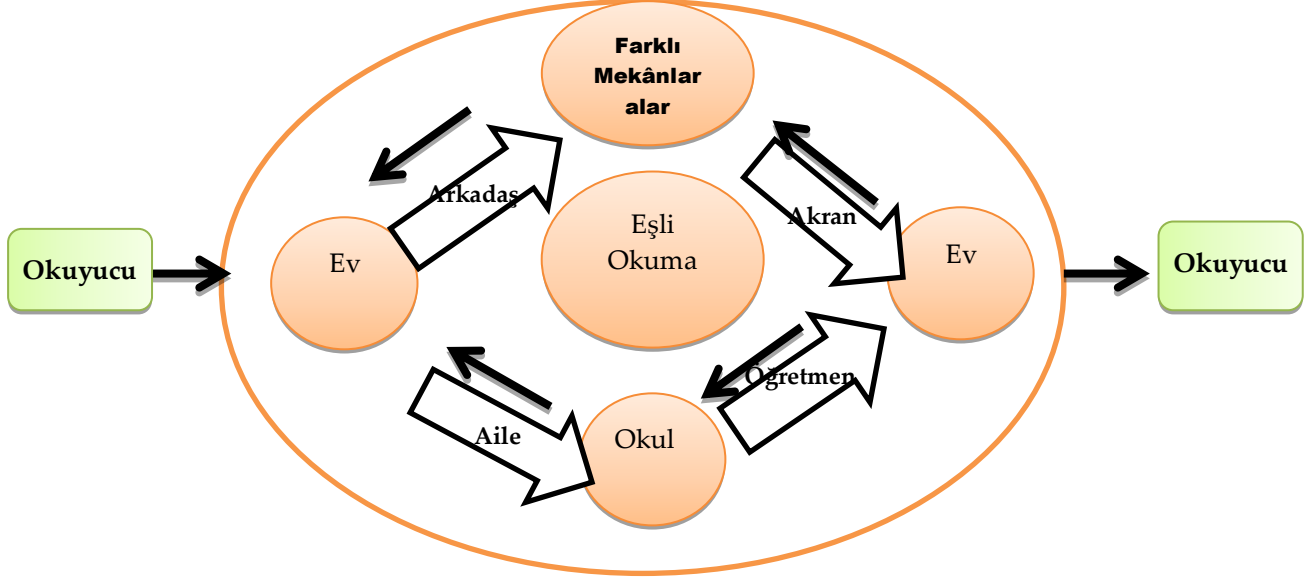 Farklı
Mekânlar
alar
Arkadaş
Akran
Eşli
Okuma
Ev
Ev
Okuyucu
Okuyucu
Öğretmen
Aile
Okul